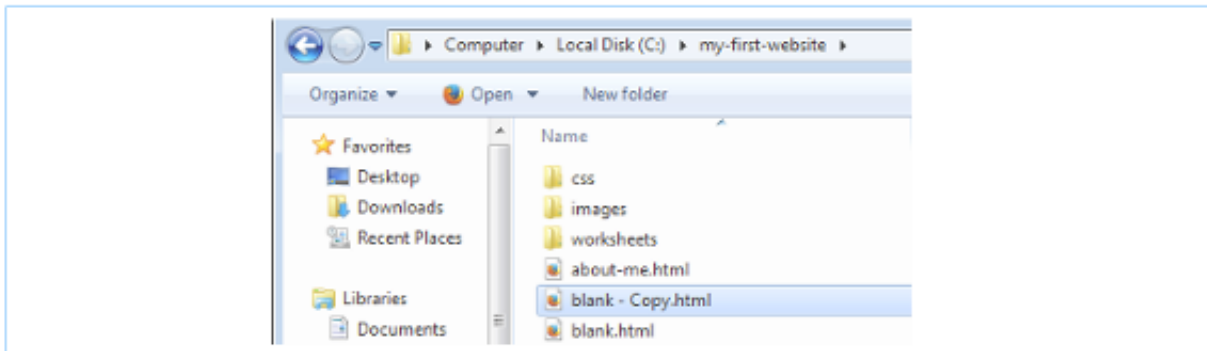 Computer Local Disk (C:) my-first-website
Organize Open New folder
Favorites
Desktop
Downloads
Recent Places
Libraries
Documents
Name
css
images
worksheets
about-me.html
blank - Copy.html
blank.html